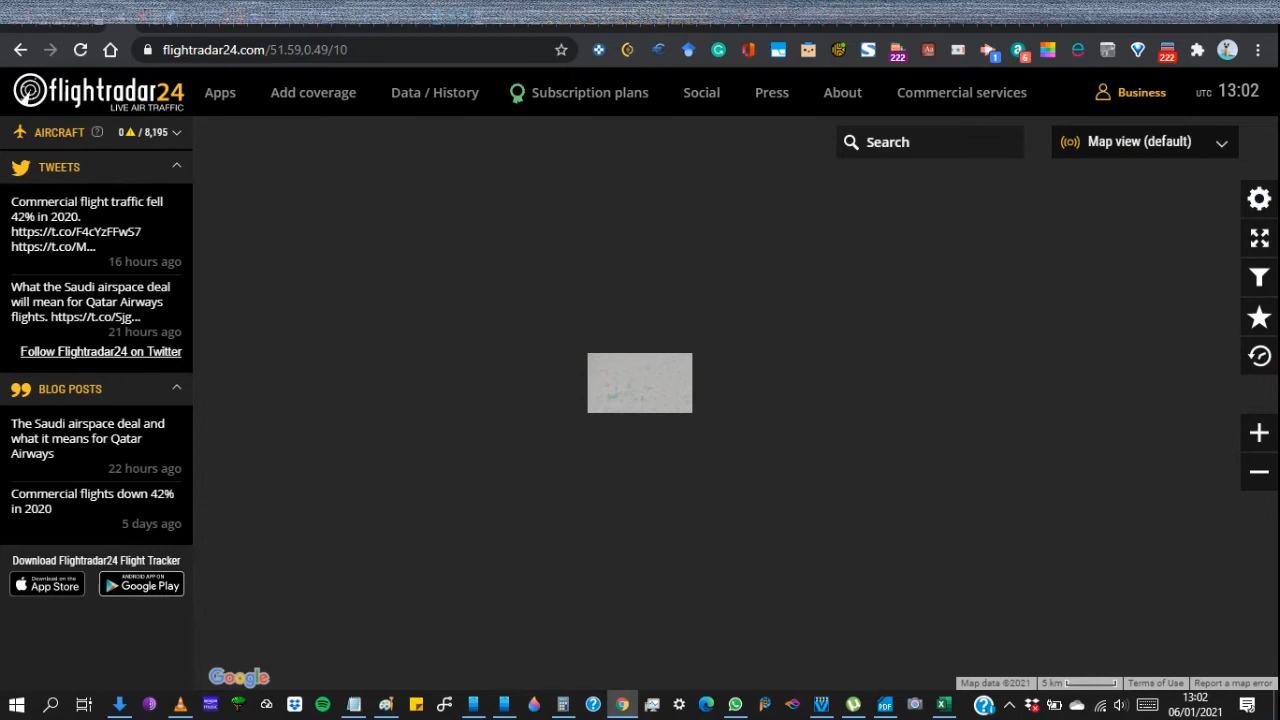 flightradar24.com/51.59,0.49/10
222
1
6
222
flightradar24
LIVE AIR TRAFFIC
Apps
Add coverage
Data / History
Subscription plans
Social
Press
About
Commercial services
Business
UTC 13:02
AIRCRAFT ? 0 / 8,195
Search
Map view (default)
TWEETS
Commercial flight traffic fell
42% in 2020.
https://t.co/F4cYzFFwS7
https://t.co/M...
16 hours ago
What the Saudi airspace deal
will mean for Qatar Airways
flights. https://t.co/Sjg...
21 hours ago
Follow Flightradar24 on Twitter
BLOG POSTS
The Saudi airspace deal and
what it means for Qatar
Airways
22 hours ago
Commercial flights down 42%
in 2020
5 days ago
Download Flightradar24 Flight Tracker
Download on the
App Store
ANDROID APP ON
Google Play
Google
Map data ©2021
5 km
Terms of Use
Report a map error
13:02
06/01/2021